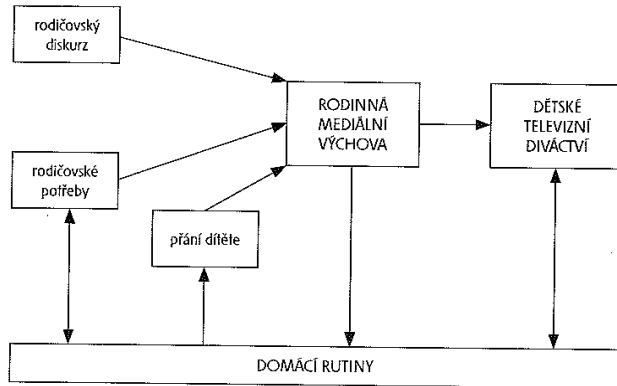 rodičovský
diskurz
RODINNÁ
MEDIÁLNÍ
VÝCHOVA
DĚTSKÉ
TELEVIZNÍ
DIVÁCTVÍ
rodičovské
potřeby
přání dítěte
DOMÁCÍ RUTINY